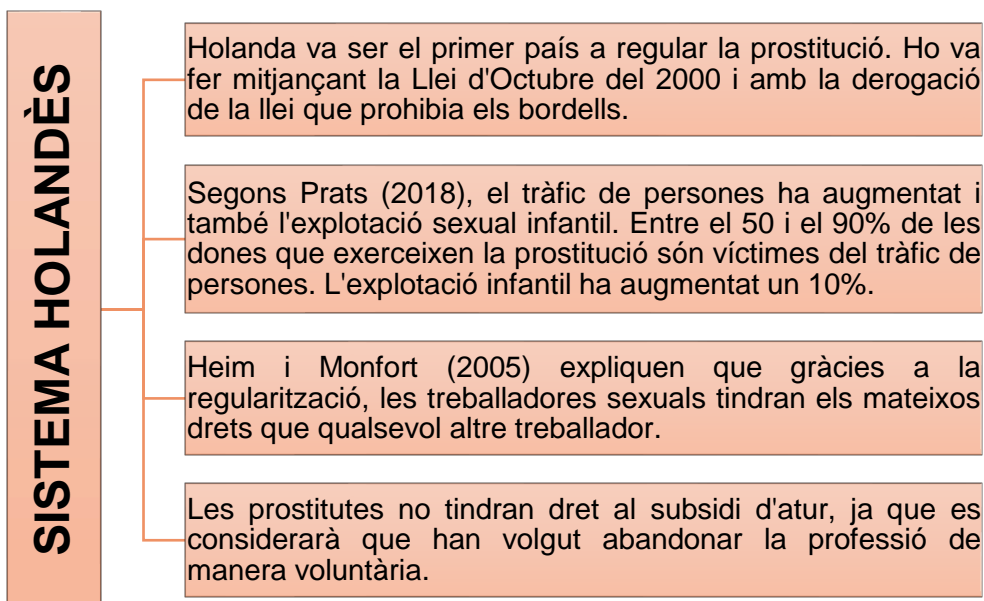 SISTEMA HOLANDÈS
Holanda va ser el primer país a regular la prostitució. Ho va
fer mitjançant la Llei d'Octubre del 2000 i amb la derogació
de la llei que prohibia els bordells.
Segons Prats (2018), el tràfic de persones ha augmentat i
també l'explotació sexual infantil. Entre el 50 i el 90% de les
dones que exerceixen la prostitució són víctimes del tràfic de
persones. L'explotació infantil ha augmentat un 10%.
Heim i Monfort (2005) expliquen que gràcies a la
regularització, les treballadores sexuals tindran els mateixos
drets que qualsevol altre treballador.
Les prostitutes no tindran dret al subsidi d'atur, ja que es
considerarà que han volgut abandonar la professió de
manera voluntària.